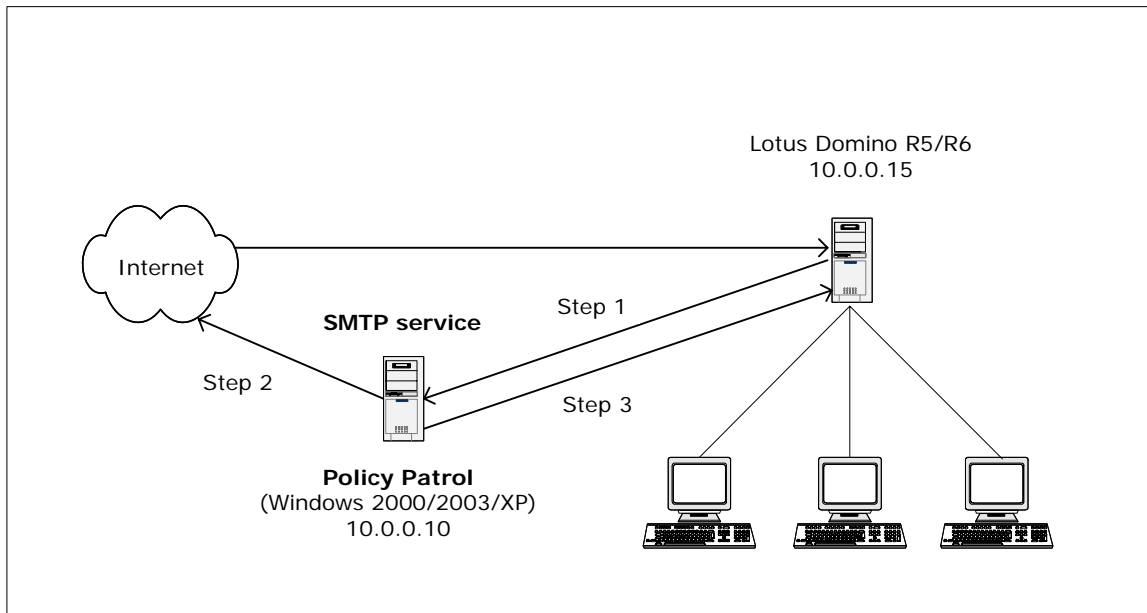 Lotus Domino R5/R6
10.0.0.15
Internet
Step 1
SMTP service
Step 2
Step 3
Policy Patrol
(Windows 2000/2003/XP)
10.0.0.10